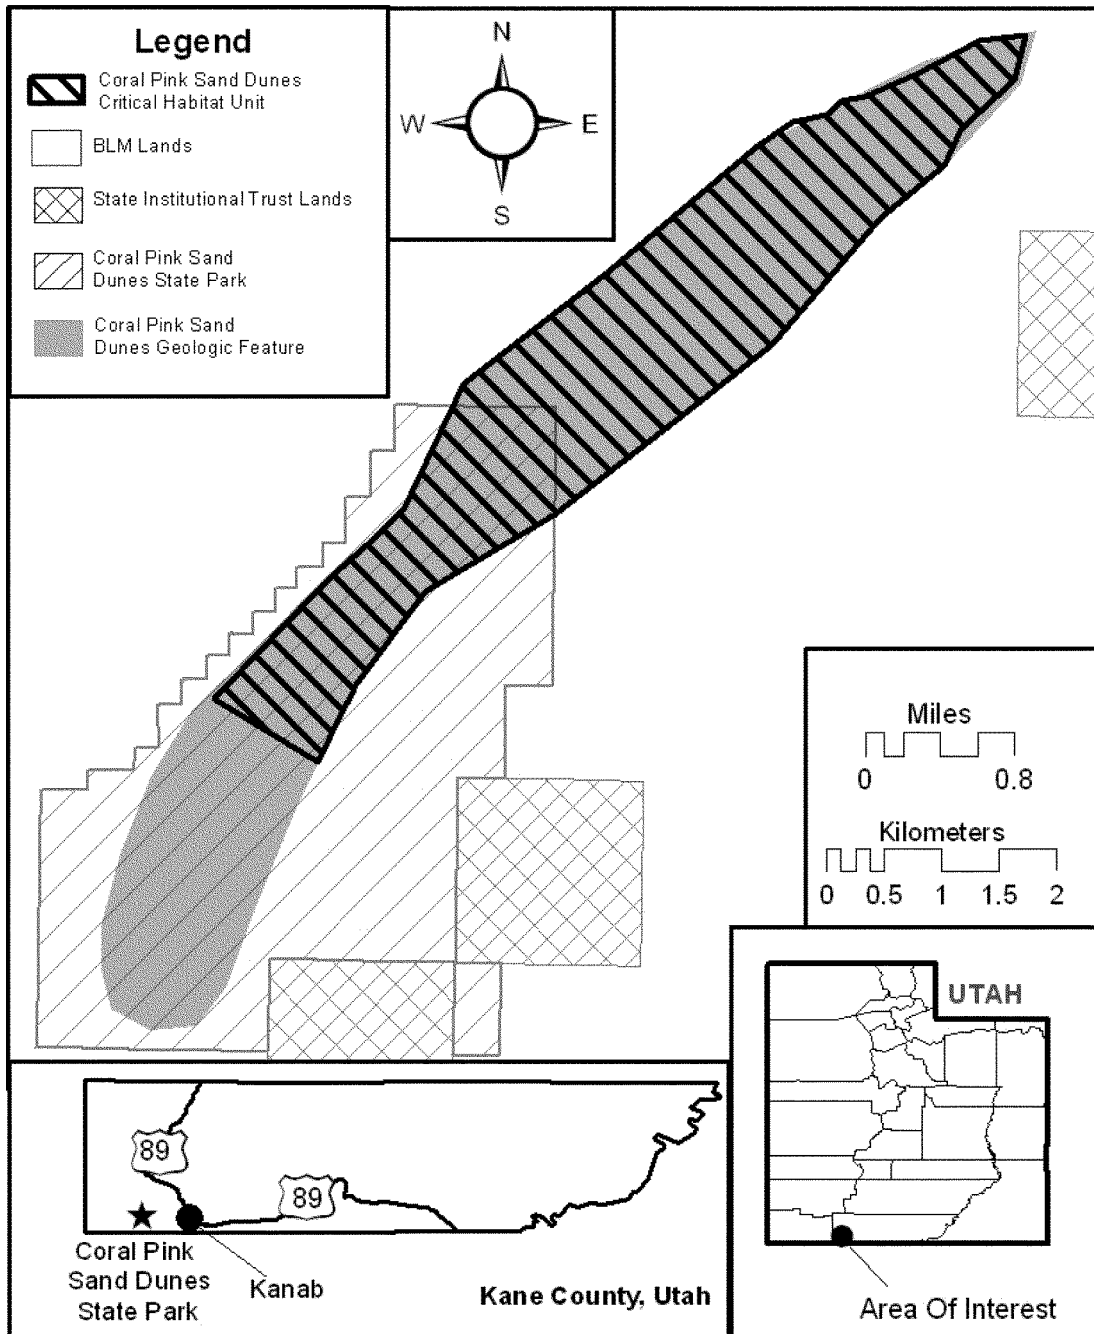 Legend
Coral Pink Sand Dunes
Critical Habitat Unit
BLM Lands
State Institutional Trust Lands
Coral Pink Sand
Dunes State Park
Coral Pink Sand
Dunes Geologic Feature
N
W
E
S
Miles
0
0.8
Kilometers
0
0.5
1
1.5
2
UTAH
Area Of Interest
89
89
Coral Pink
Sand Dunes
State Park
Kanab
Kane County, Utah